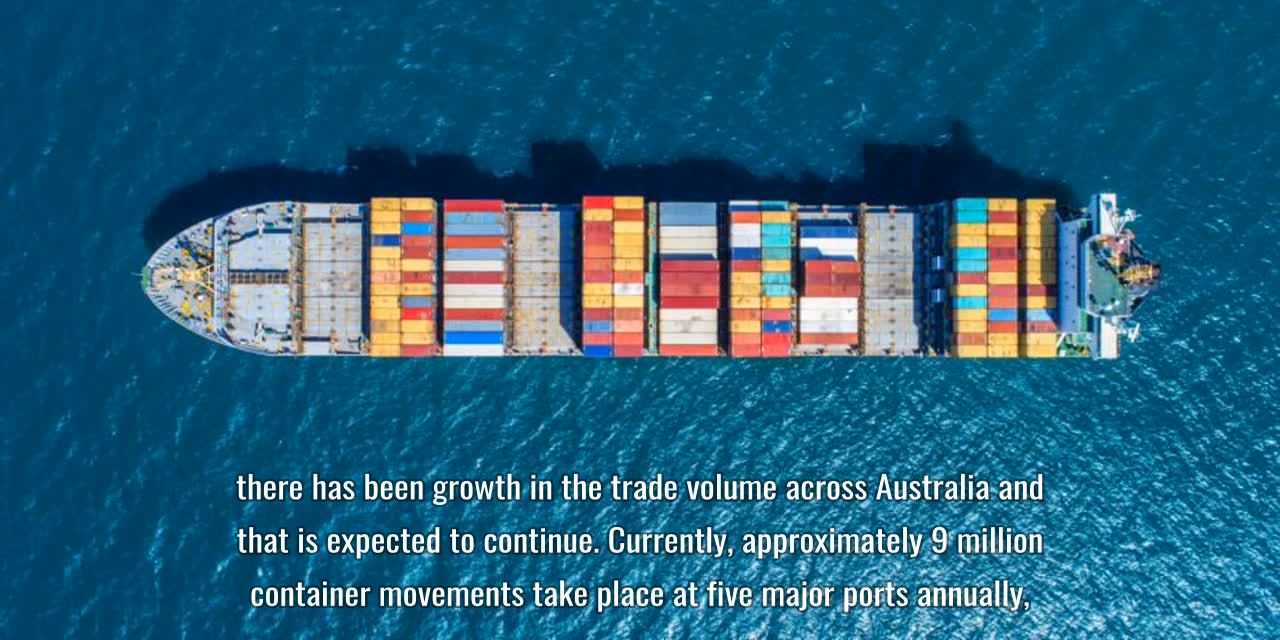 there has been growth in the trade volume across Australia and
that is expected to continue. Currently, approximately 9 million
container movements take place at five major ports annually,